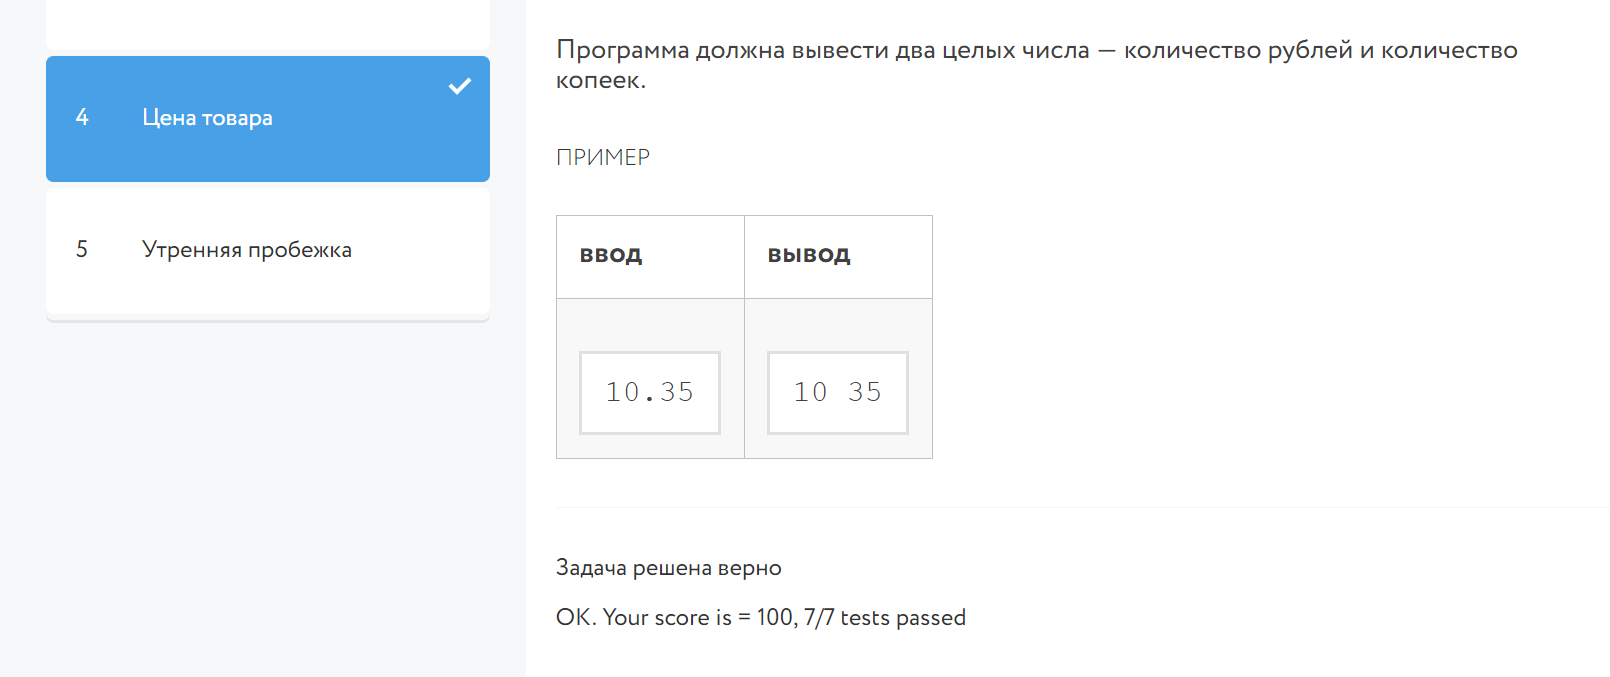 4 Цена товара
5 Утренняя пробежка
Программа должна вывести два целых числа — количество рублей и количество
копеек.
ПРИМЕР
ввод вывод
10.35 10 35
Задача решена верно
OK. Your score is = 100, 7/7 tests passed